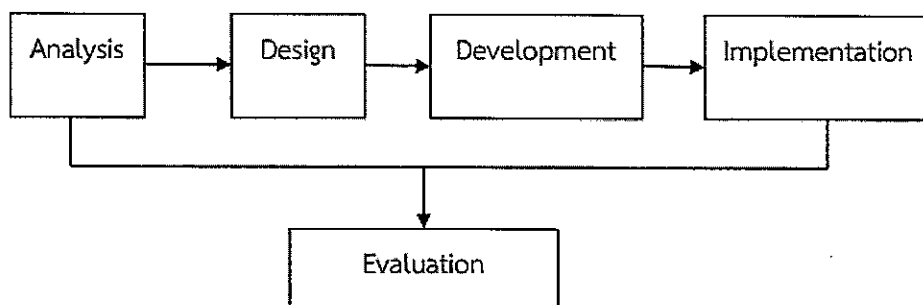 Analysis
Design
Development
Implementation
Evaluation